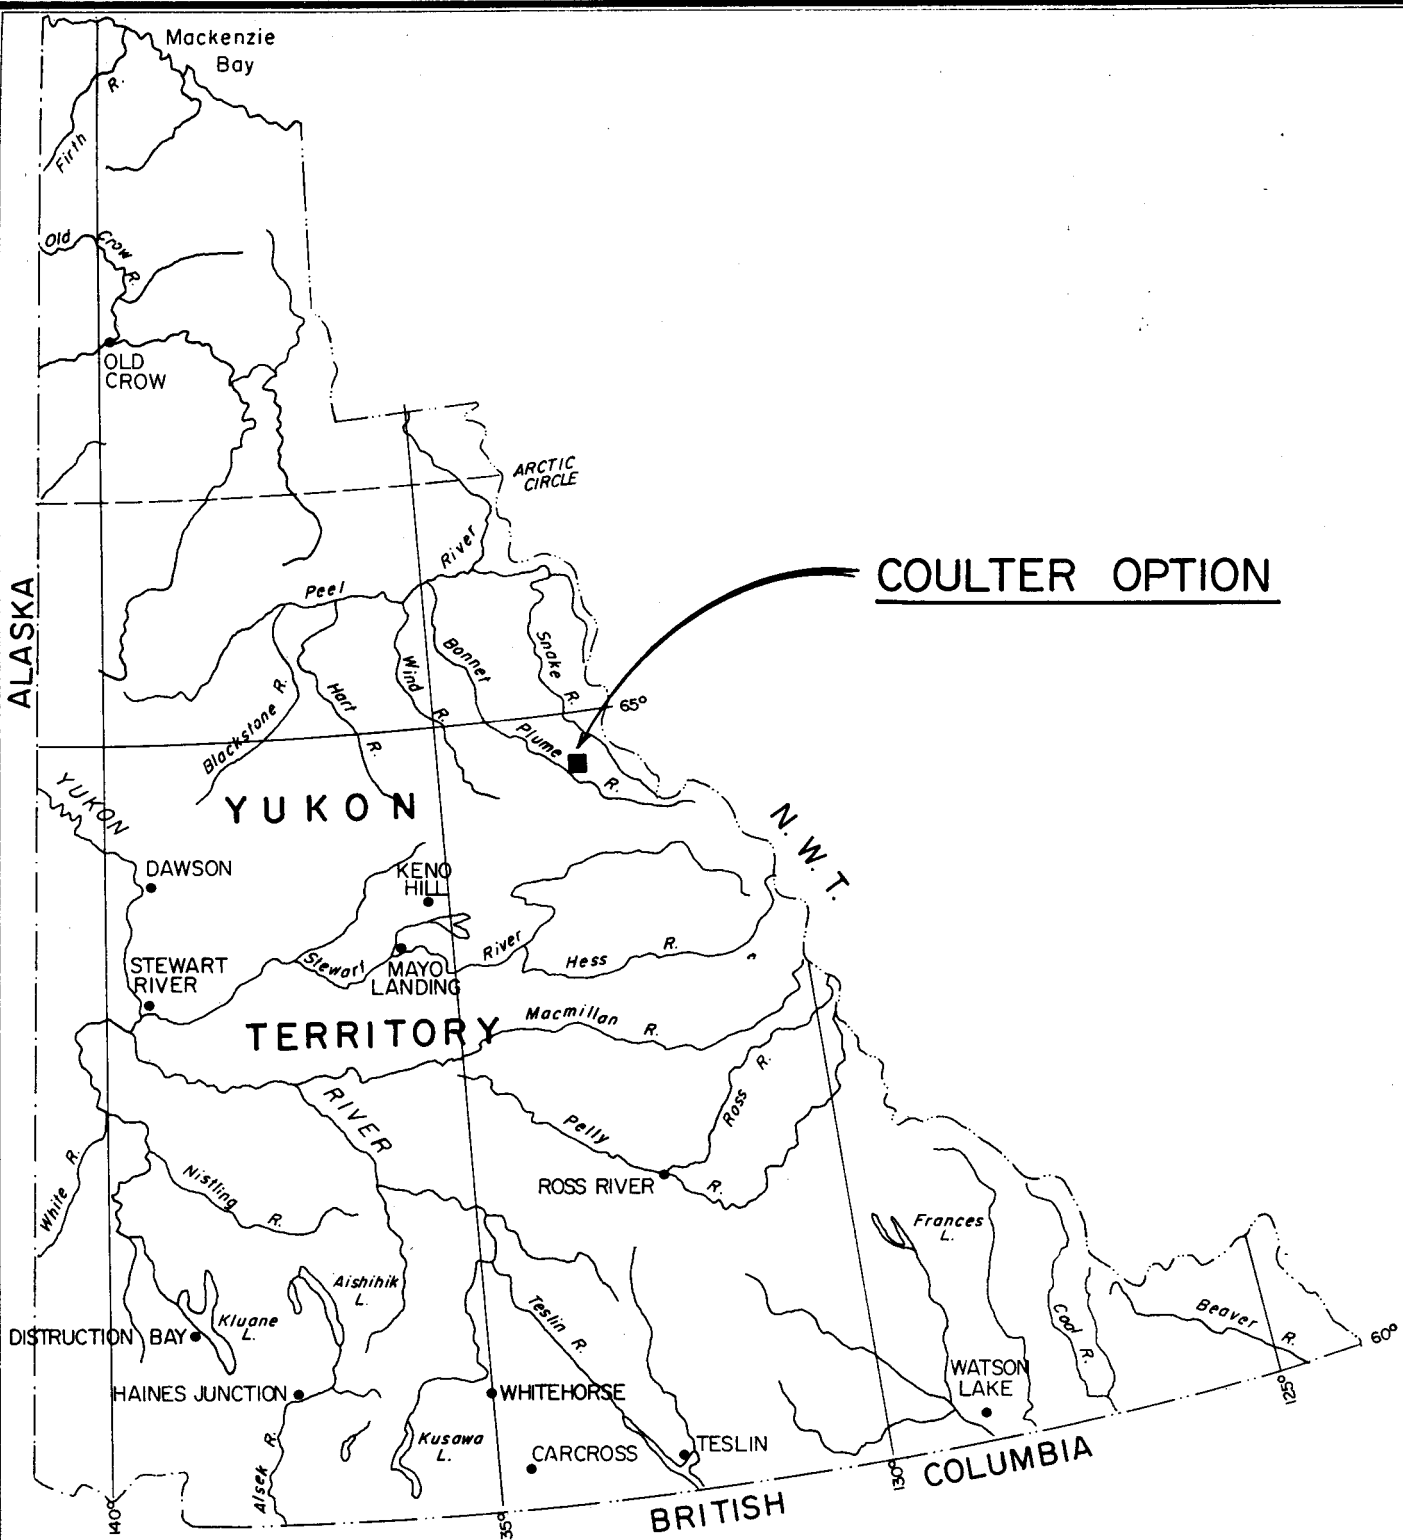 Mackenzie
Bay
Firth R.
Old Crow R.
OLD
CROW
ARCTIC
CIRCLE
Peel River
COULTER OPTION
ALASKA
Blackstone R.
Hart R.
Wind R.
Bonnet Plume R.
Snake R.
65°
YUKON
YUKON
N. W. T.
DAWSON
KENO
HILL
STEWART
RIVER
Stewart River
MAYO
LANDING
Hess R.
TERRITORY
Macmillan R.
RIVER
Ross R.
Pelly R.
ROSS RIVER
White R.
Nistling R.
Frances
L.
Aishihik
L.
Kluane
L.
DISTRUCTION BAY
Teslin R.
Coal R.
Beaver R.
60°
HAINES JUNCTION
WHITEHORSE
WATSON
LAKE
125°
Kusawa
L.
CARCROSS
TESLIN
Alsek R.
140°
35°
130°
BRITISH COLUMBIA